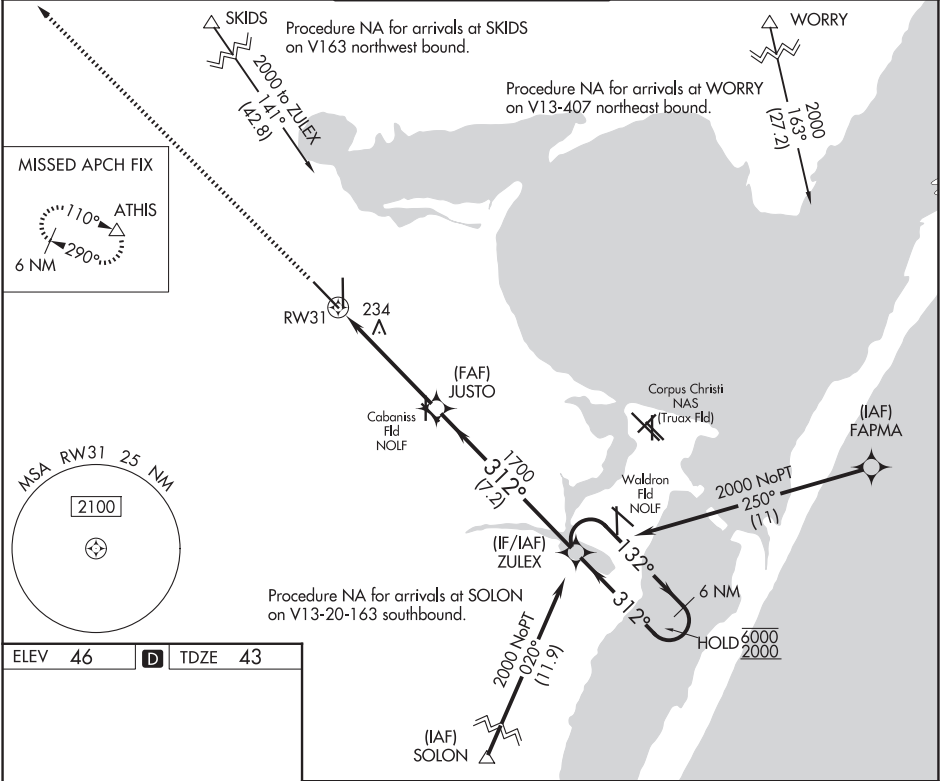 SKIDS
Procedure NA for arrivals at SKIDS
on V163 northwest bound.
2000 to ZULEX
141°
(42.8)
WORRY
Procedure NA for arrivals at WORRY
on V13-407 northeast bound.
2000
163°
(27.2)
MISSED APCH FIX
ATHIS
110°
290°
6 NM
RW31
234
(FAF)
JUSTO
Cabaniss
Fld
NOLF
Corpus Christi
NAS
(Truax Fld)
(IAF)
FAPMA
MSA RW31 25 NM
2100
1700
312°
(7.2)
Waldron
Fld
NOLF
2000 NoPT
250°
(11)
(IF/IAF)
ZULEX
132°
312°
6 NM
HOLD 6000
2000
Procedure NA for arrivals at SOLON
on V13-20-163 southbound.
2000 NoPT
020°
(11.9)
(IAF)
SOLON
ELEV 46 D TDZE 43